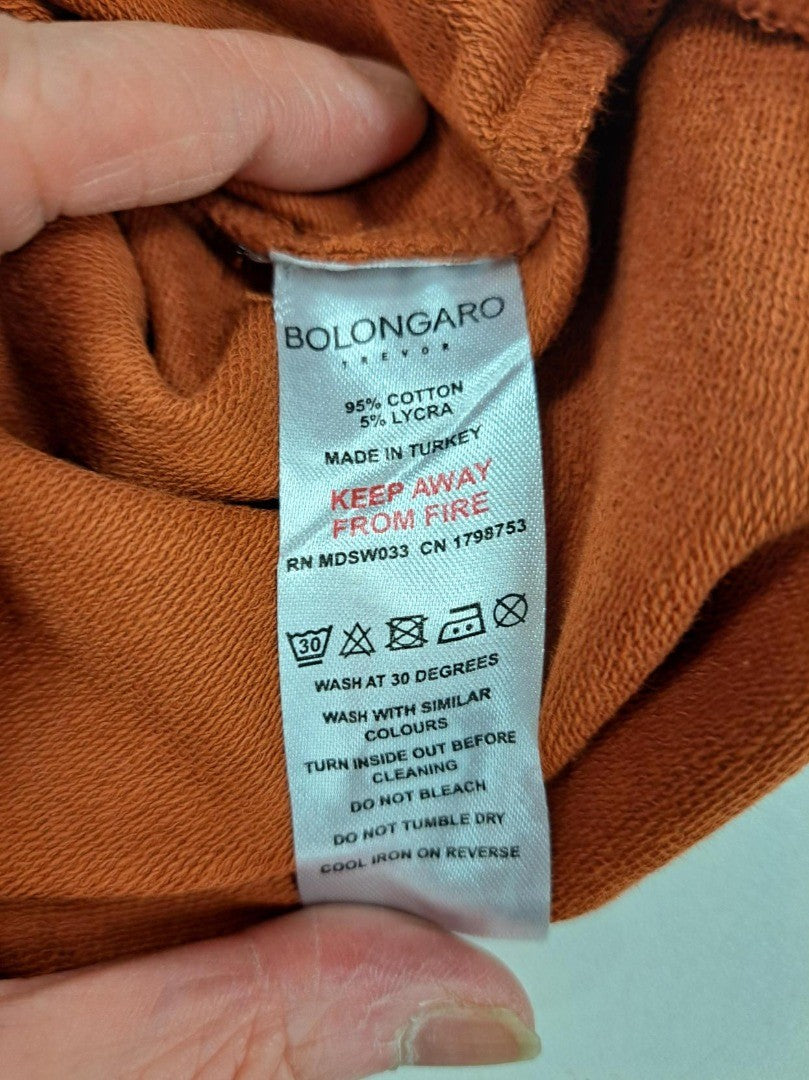 BOLONGARO
TREVOR
95% COTTON
5% LYCRA
MADE IN TURKEY
KEEP AWAY
FROM FIRE
RN MDSW033 CN 1798753
30
WASH AT 30 DEGREES
WASH WITH SIMILAR
COLOURS
TURN INSIDE OUT BEFORE
CLEANING
DO NOT BLEACH
DO NOT TUMBLE DRY
COOL IRON ON REVERSE